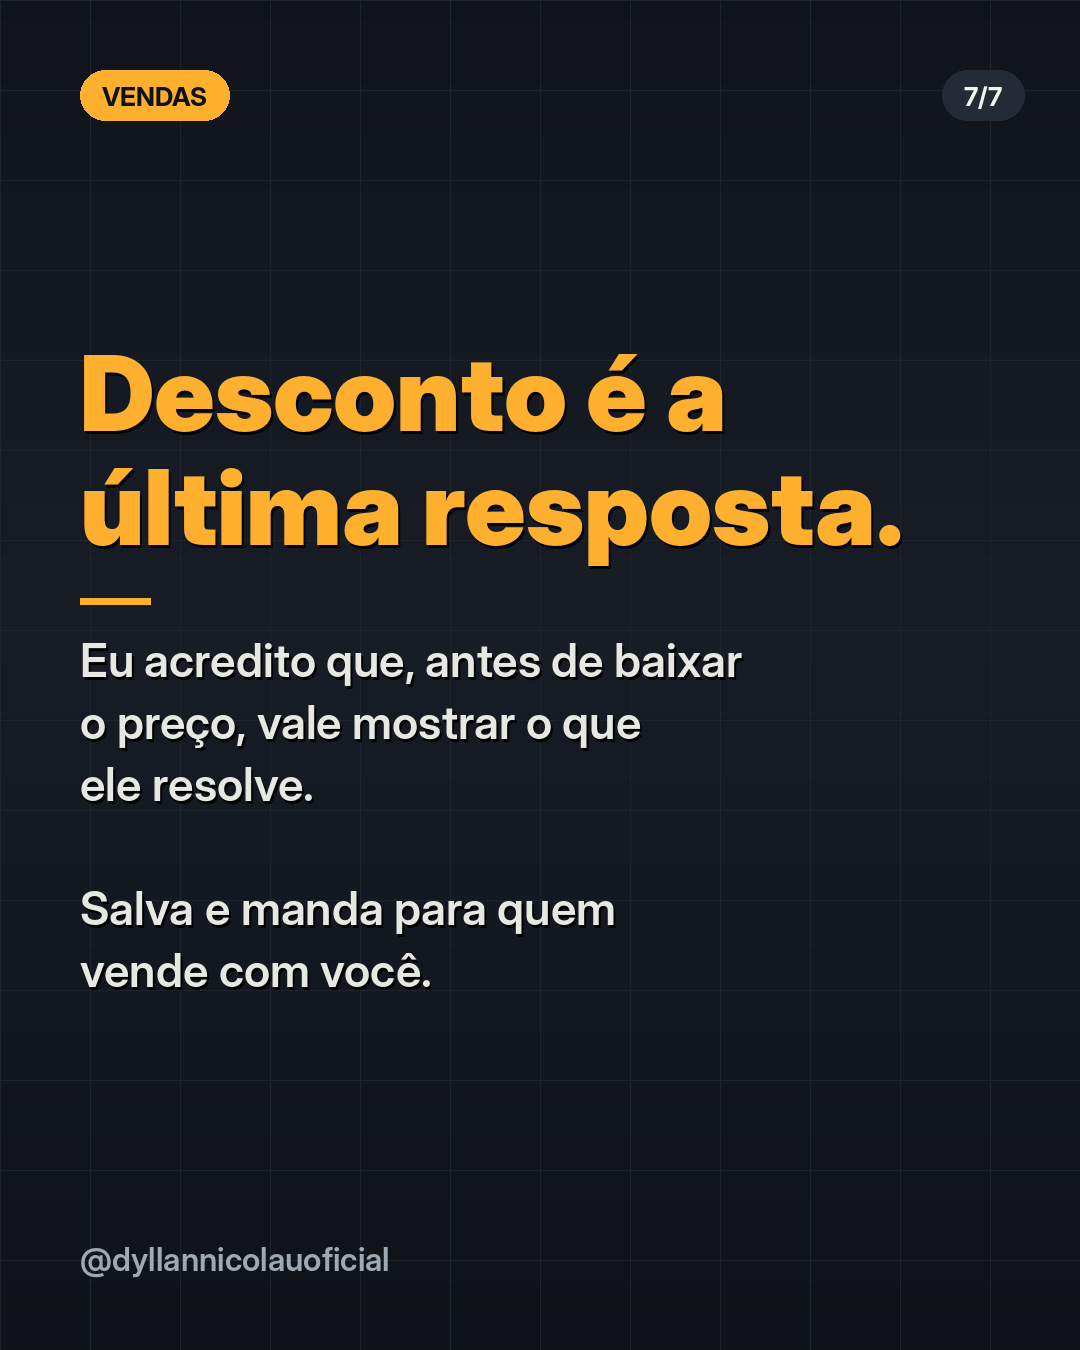 VENDAS
7/7
Desconto é a
última resposta.
Eu acredito que, antes de baixar
o preço, vale mostrar o que
ele resolve.
Salva e manda para quem
vende com você.
@dyllannicolauoficial